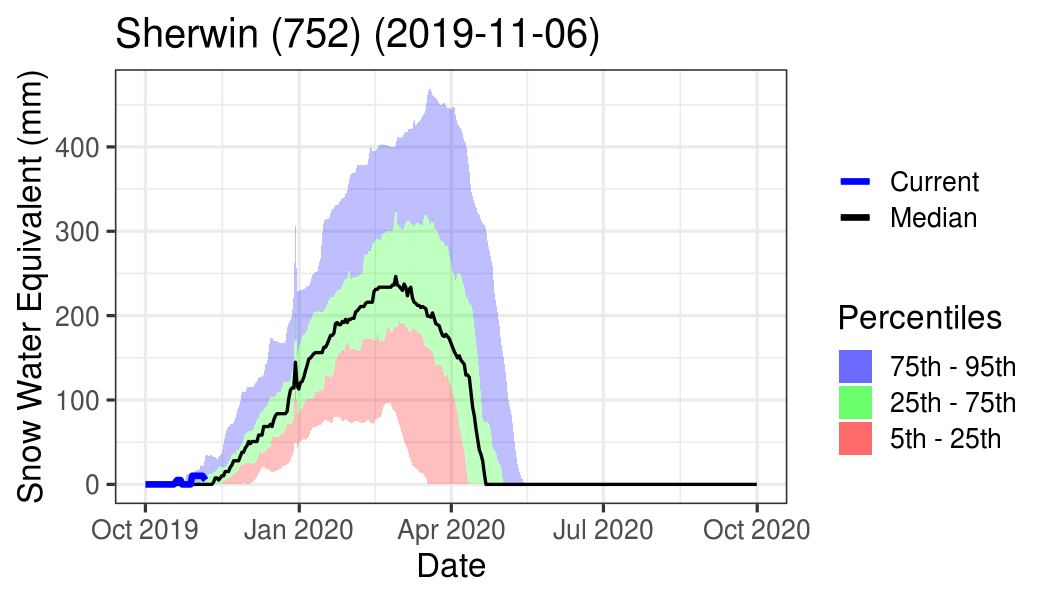 Sherwin (752) (2019-11-06)
Snow Water Equivalent (mm)
400
300
200
100
0
Oct 2019 Jan 2020 Apr 2020 Jul 2020 Oct 2020
Date
Current
Median
Percentiles
75th - 95th
25th - 75th
5th - 25th